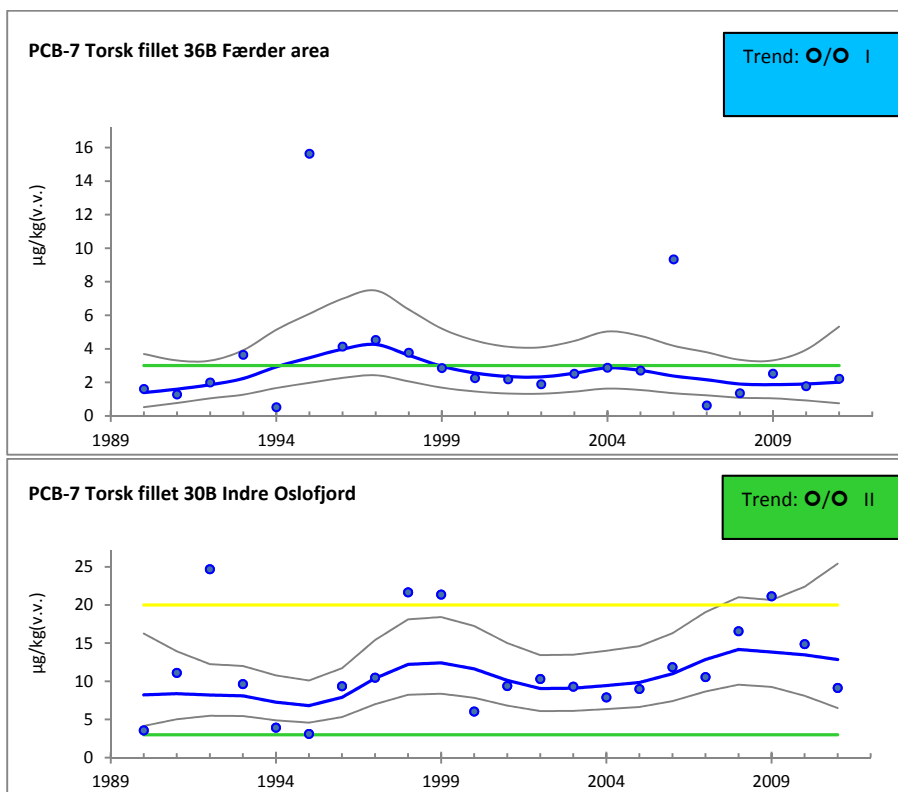 PCB-7 Torsk fillet 36B Færder area
Trend: O/O I
µg/kg(v.v.)
16
14
12
10
8
6
4
2
0
1989 1994 1999 2004 2009
PCB-7 Torsk fillet 30B Indre Oslofjord
Trend: O/O II
µg/kg(v.v.)
25
20
15
10
5
0
1989 1994 1999 2004 2009